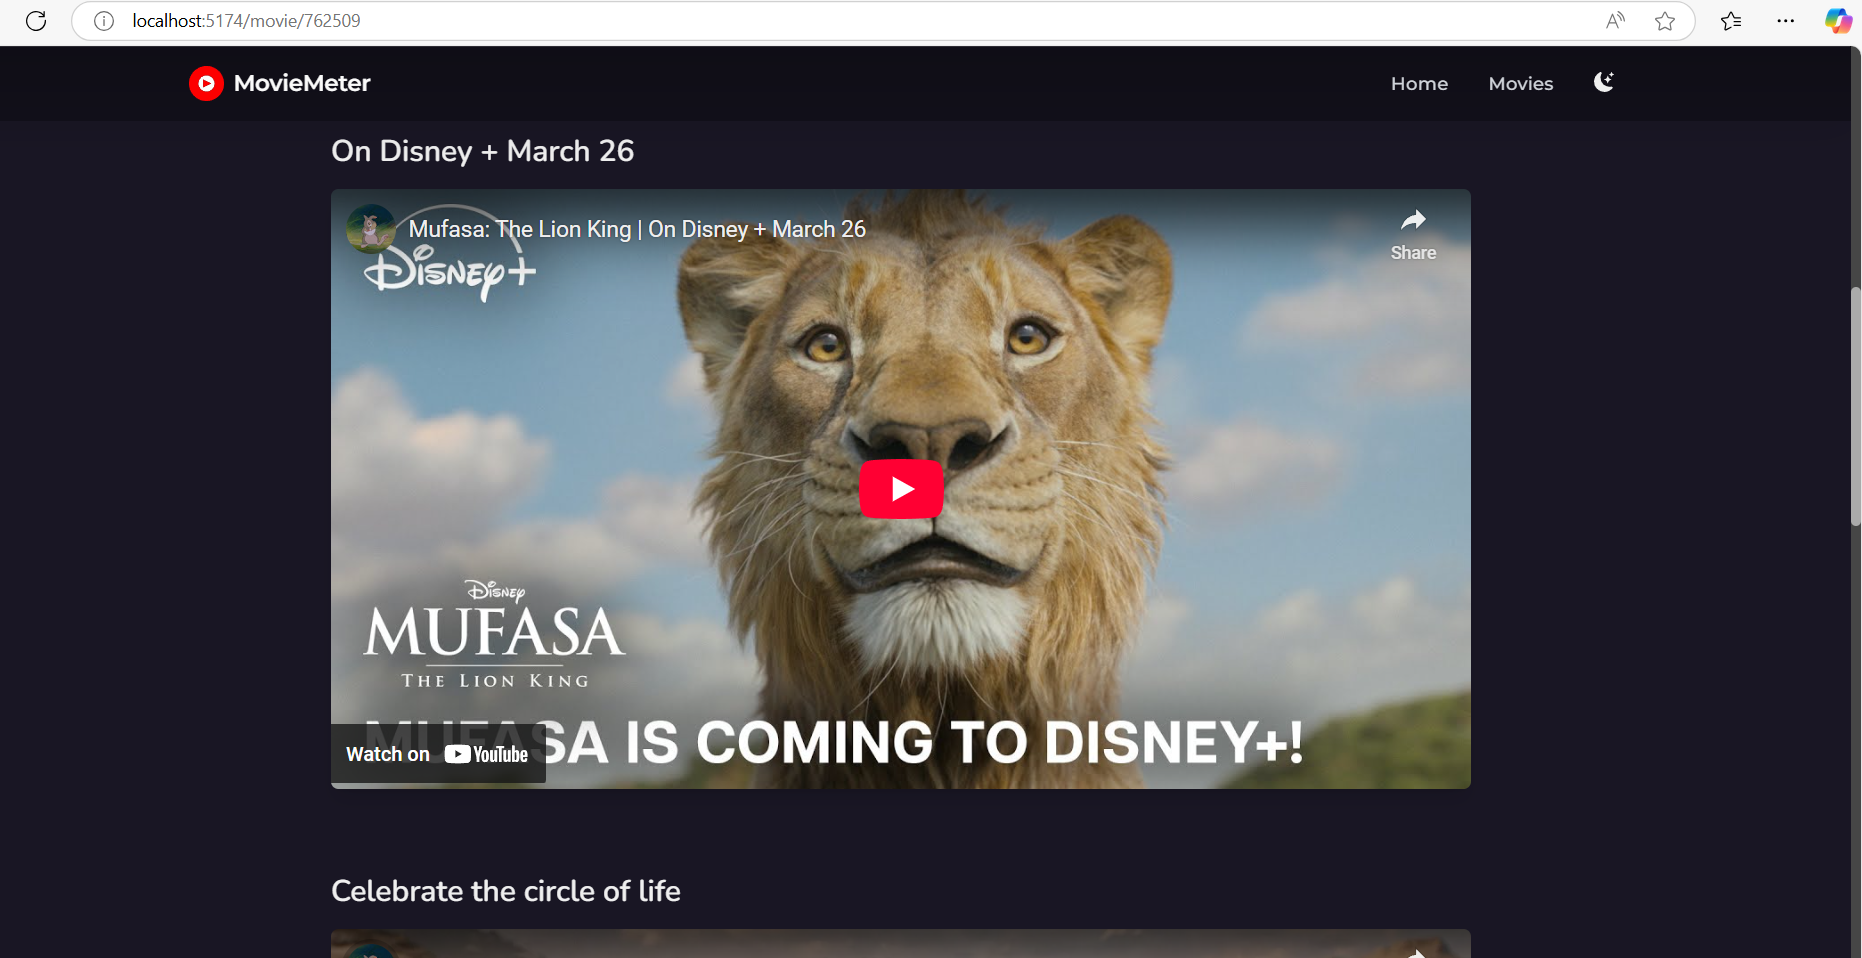 localhost:5174/movie/762509
MovieMeter
Home
Movies
On Disney + March 26
Mufasa: The Lion King | On Disney + March 26
Share
Disney+
Disney
MUFASA
THE LION KING
MUFASA IS COMING TO DISNEY+!
Watch on YouTube
Celebrate the circle of life